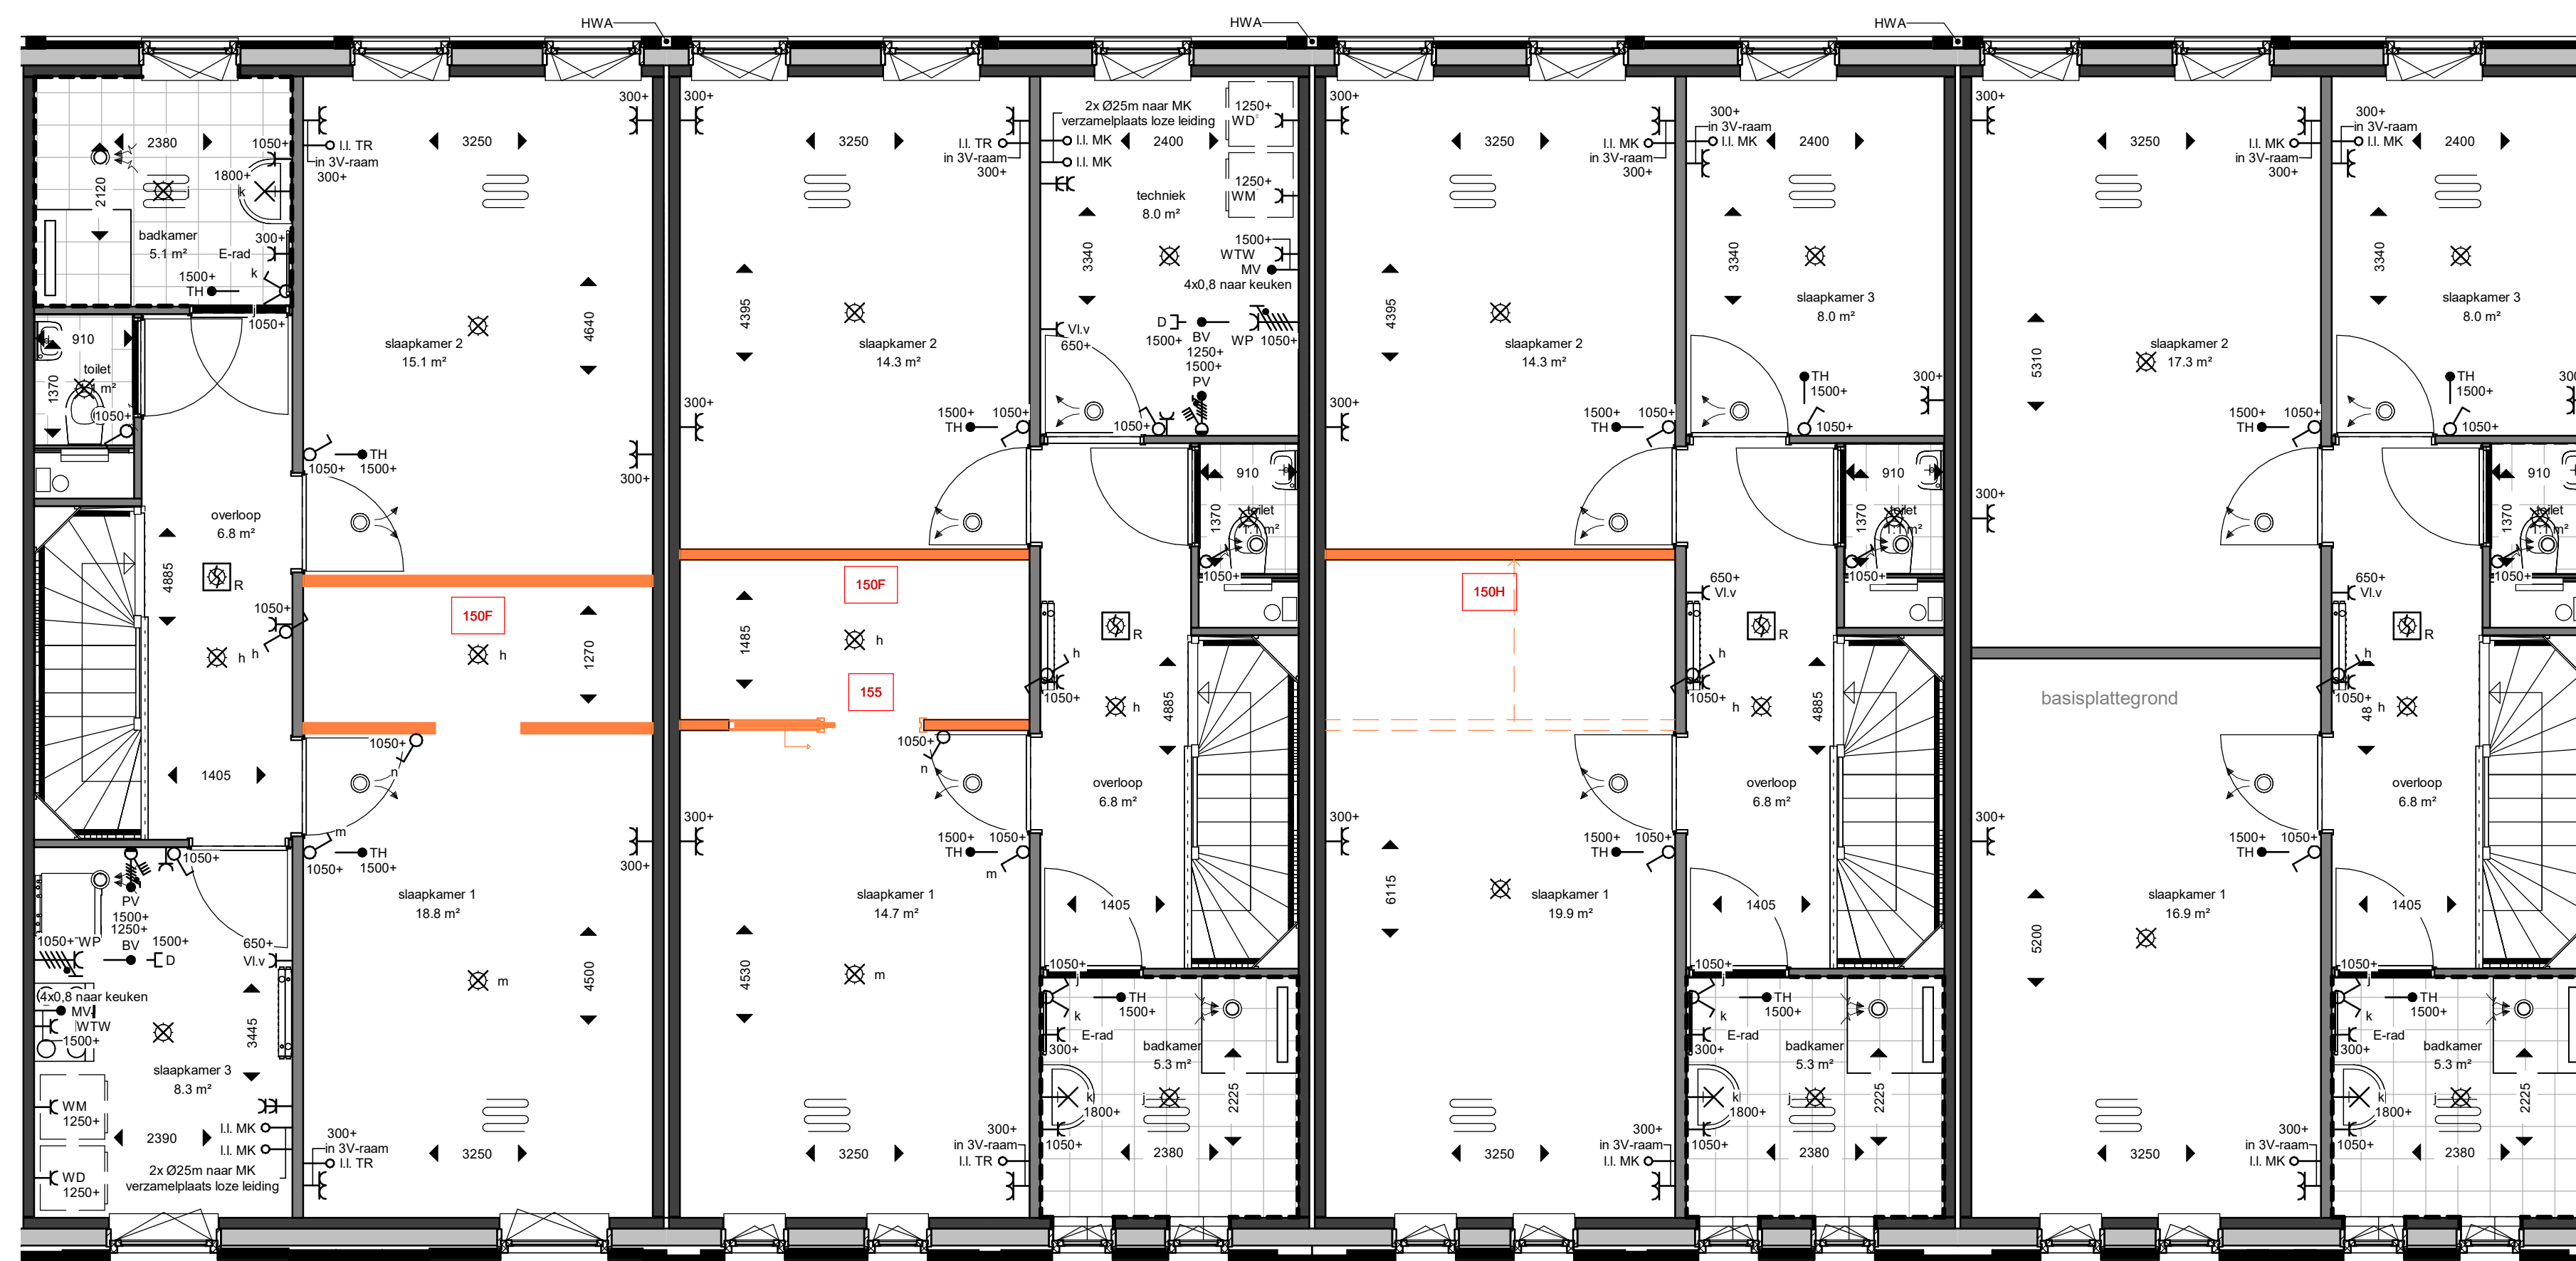 HWA
HWA
HWA
2380
1050+
1800+
k
j
2120
badkamer
5.1 m²
300+
E-rad
k
1500+
TH
j
1050+
910
toilet
1370
1050+
l.l. TR
in 3V-raam
300+
3250
300+
slaapkamer 2
15.1 m²
4640
TH
1050+
1500+
300+
overloop
6.8 m²
4885
R
1050+
h
h
1405
150F
h
1270
1050+
n
m
TH
1050+
1500+
300+
slaapkamer 1
18.8 m²
m
4500
1050+
PV
1500+
1250+
BV
1050+
WP
1500+
D
650+
Vl.v
4x0,8 naar keuken
MV
WTW
1500+
3445
slaapkamer 3
8.3 m²
WM
1250+
l.l. MK
2390
l.l. MK
WD
1250+
2x Ø25m naar MK
verzamelplaats loze leiding
300+
in 3V-raam
l.l. TR
3250
300+
3250
l.l. TR
in 3V-raam
300+
4395
slaapkamer 2
14.3 m²
300+
1500+
1050+
TH
150F
1485
h
155
1050+
n
300+
1500+
1050+
TH
m
slaapkamer 1
14.7 m²
4530
m
300+
in 3V-raam
l.l. TR
3250
2x Ø25m naar MK
verzamelplaats loze leiding
l.l. MK
l.l. MK
2400
1250+
WD
1250+
WM
techniek
8.0 m²
3340
1500+
WTW
MV
4x0,8 naar keuken
Vl.v
650+
D
1500+
BV
1250+
1500+
PV
WP
1050+
1050+
910
toilet
1370
1050+
R
h
1050+
h
4885
overloop
6.8 m²
1405
1050+
j
TH
1500+
k
E-rad
300+
badkamer
5.3 m²
k
1800+
j
2225
1050+
2380
300+
3250
l.l. MK
in 3V-raam
300+
4395
slaapkamer 2
14.3 m²
300+
1500+
1050+
TH
150H
300+
1500+
1050+
TH
6115
slaapkamer 1
19.9 m²
300+
in 3V-raam
l.l. MK
3250
300+
in 3V-raam
l.l. MK
2400
3340
slaapkamer 3
8.0 m²
TH
1500+
1050+
300+
910
toilet
1370
1050+
650+
Vl.v
R
h
1050+
h
4885
overloop
6.8 m²
1405
1050+
j
TH
1500+
k
E-rad
300+
badkamer
5.3 m²
k
1800+
j
2225
1050+
2380
300+
3250
l.l. MK
in 3V-raam
300+
5310
slaapkamer 2
17.3 m²
1500+
1050+
TH
300+
basisplattegrond
300+
1500+
1050+
TH
slaapkamer 1
16.9 m²
5200
300+
in 3V-raam
l.l. MK
3250
300+
in 3V-raam
l.l. MK
2400
3340
slaapkamer 3
8.0 m²
TH
1500+
1050+
910
toilet
1370
1050+
650+
Vl.v
R
h
1050+
h
overloop
6.8 m²
1405
1050+
j
TH
1500+
k
E-rad
300+
badkamer
5.3 m²
k
1800+
j
2225
1050+
2380